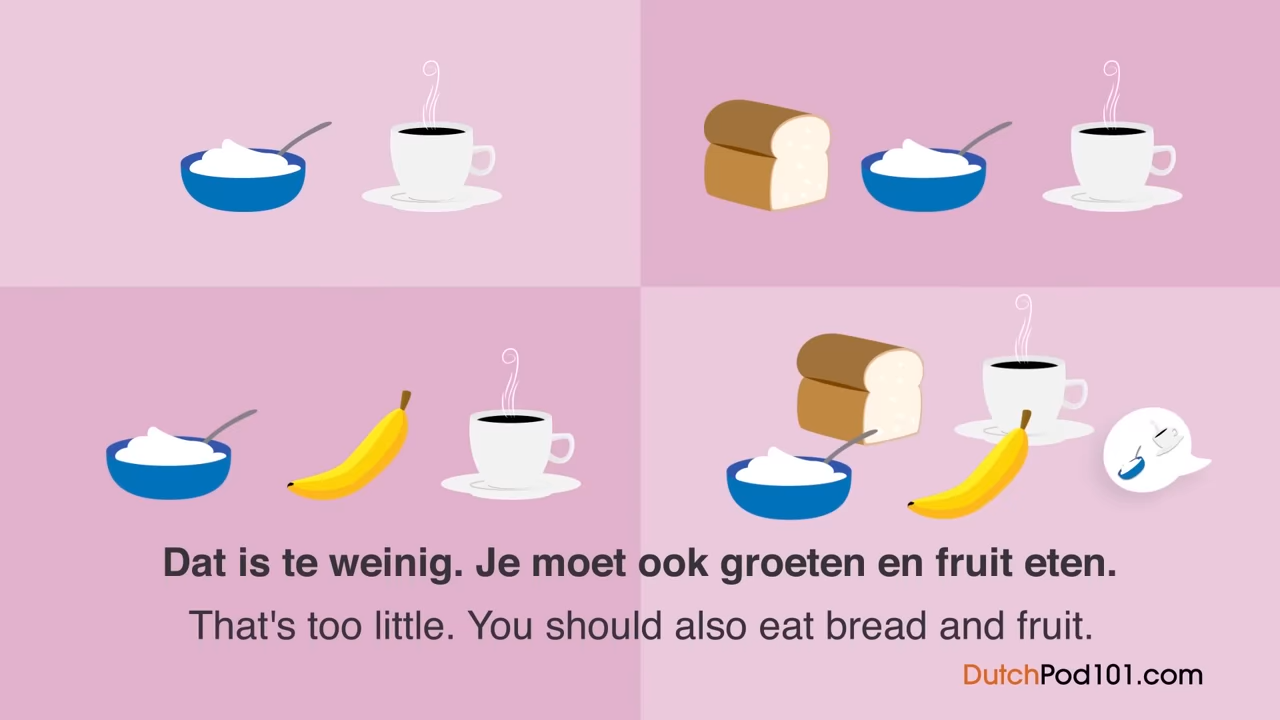 Dat is te weinig. Je moet ook groeten en fruit eten.
That's too little. You should also eat bread and fruit.
DutchPod101.com